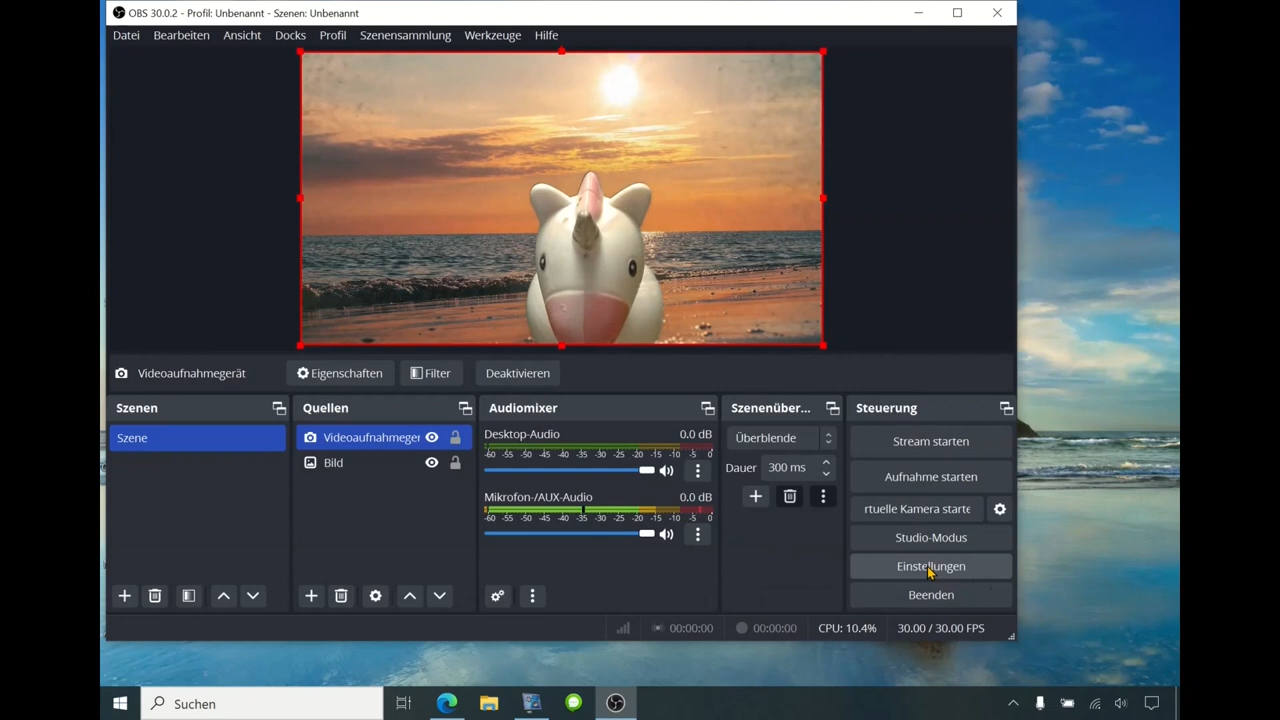 OBS 30.0.2 - Profil: Unbenannt - Szenen: Unbenannt
Datei Bearbeiten Ansicht Docks Profil Szenensammlung Werkzeuge Hilfe
Videoaufnahmegerät Eigenschaften Filter Deaktivieren
Szenen Quellen Audiomixer Szenenüber... Steuerung
Szene
Videoaufnahmeger
Bild
Desktop-Audio 0.0 dB
-60 -55 -50 -45 -40 -35 -30 -25 -20 -15 -10 -5 0
Mikrofon-/AUX-Audio 0.0 dB
-60 -55 -50 -45 -40 -35 -30 -25 -20 -15 -10 -5 0
Überblende
Dauer 300 ms
Stream starten
Aufnahme starten
rtuelle Kamera starte
Studio-Modus
Einstellungen
Beenden
00:00:00 00:00:00 CPU: 10.4% 30.00 / 30.00 FPS
Suchen